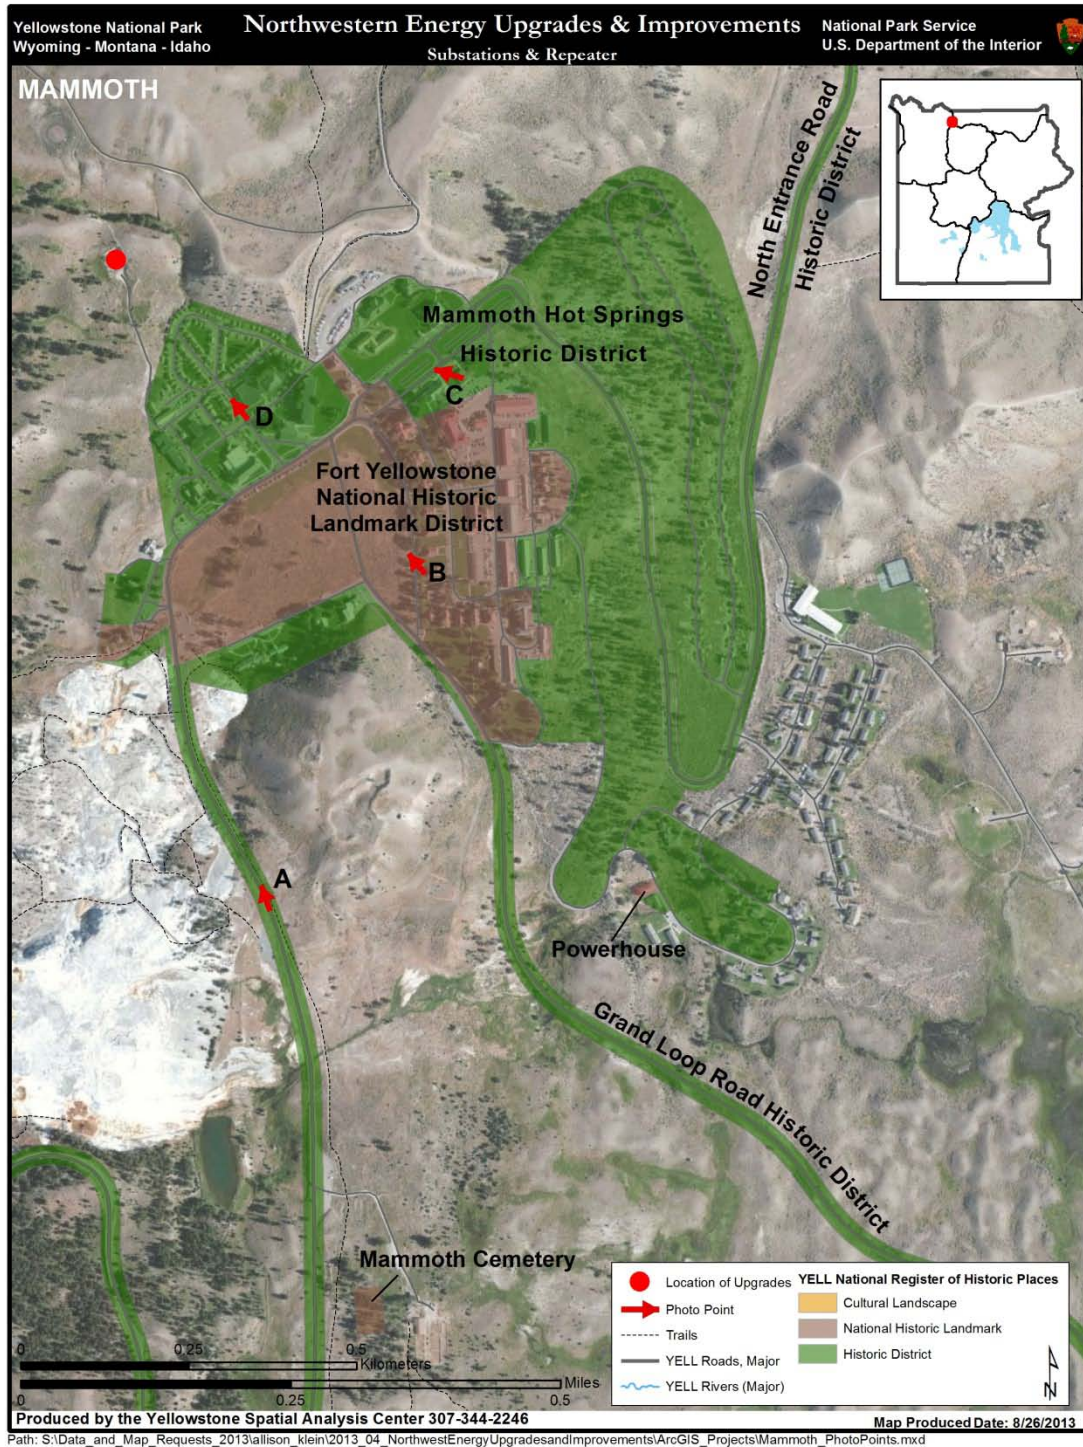 Yellowstone National Park
Wyoming - Montana - Idaho
Northwestern Energy Upgrades & Improvements
Substations & Repeater
National Park Service
U.S. Department of the Interior
MAMMOTH
North Entrance Road
Historic District
Mammoth Hot Springs
Historic District
C
D
Fort Yellowstone
National Historic
Landmark District
B
A
Powerhouse
Grand Loop Road Historic District
Mammoth Cemetery
0 0.25 0.5
Kilometers
Miles
0.25 0.5
Location of Upgrades
Photo Point
Trails
YELL Roads, Major
YELL Rivers (Major)
YELL National Register of Historic Places
Cultural Landscape
National Historic Landmark
Historic District
N
Produced by the Yellowstone Spatial Analysis Center 307-344-2246
Map Produced Date: 8/26/2013
Path: S:\Data_and_Map_Requests_2013\allison_klein\2013_04_NorthwestEnergyUpgradesandImprovements\ArcGIS_Projects\Mammoth_PhotoPoints.mxd